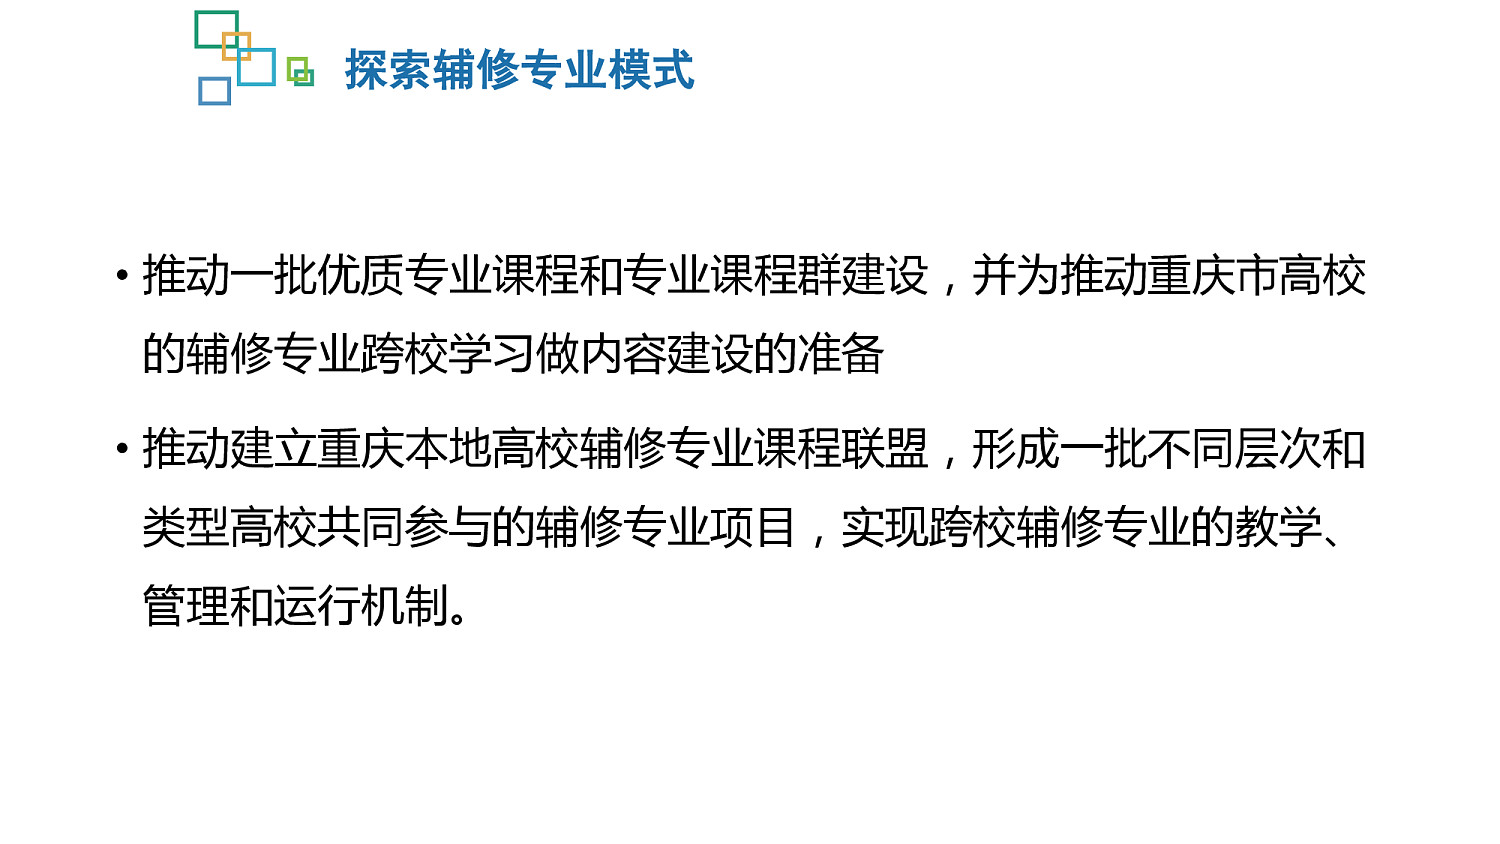 探索辅修专业模式
• 推动一批优质专业课程和专业课程群建设，并为推动重庆市高校
的辅修专业跨校学习做内容建设的准备
• 推动建立重庆本地高校辅修专业课程联盟，形成一批不同层次和
类型高校共同参与的辅修专业项目，实现跨校辅修专业的教学、
管理和运行机制。